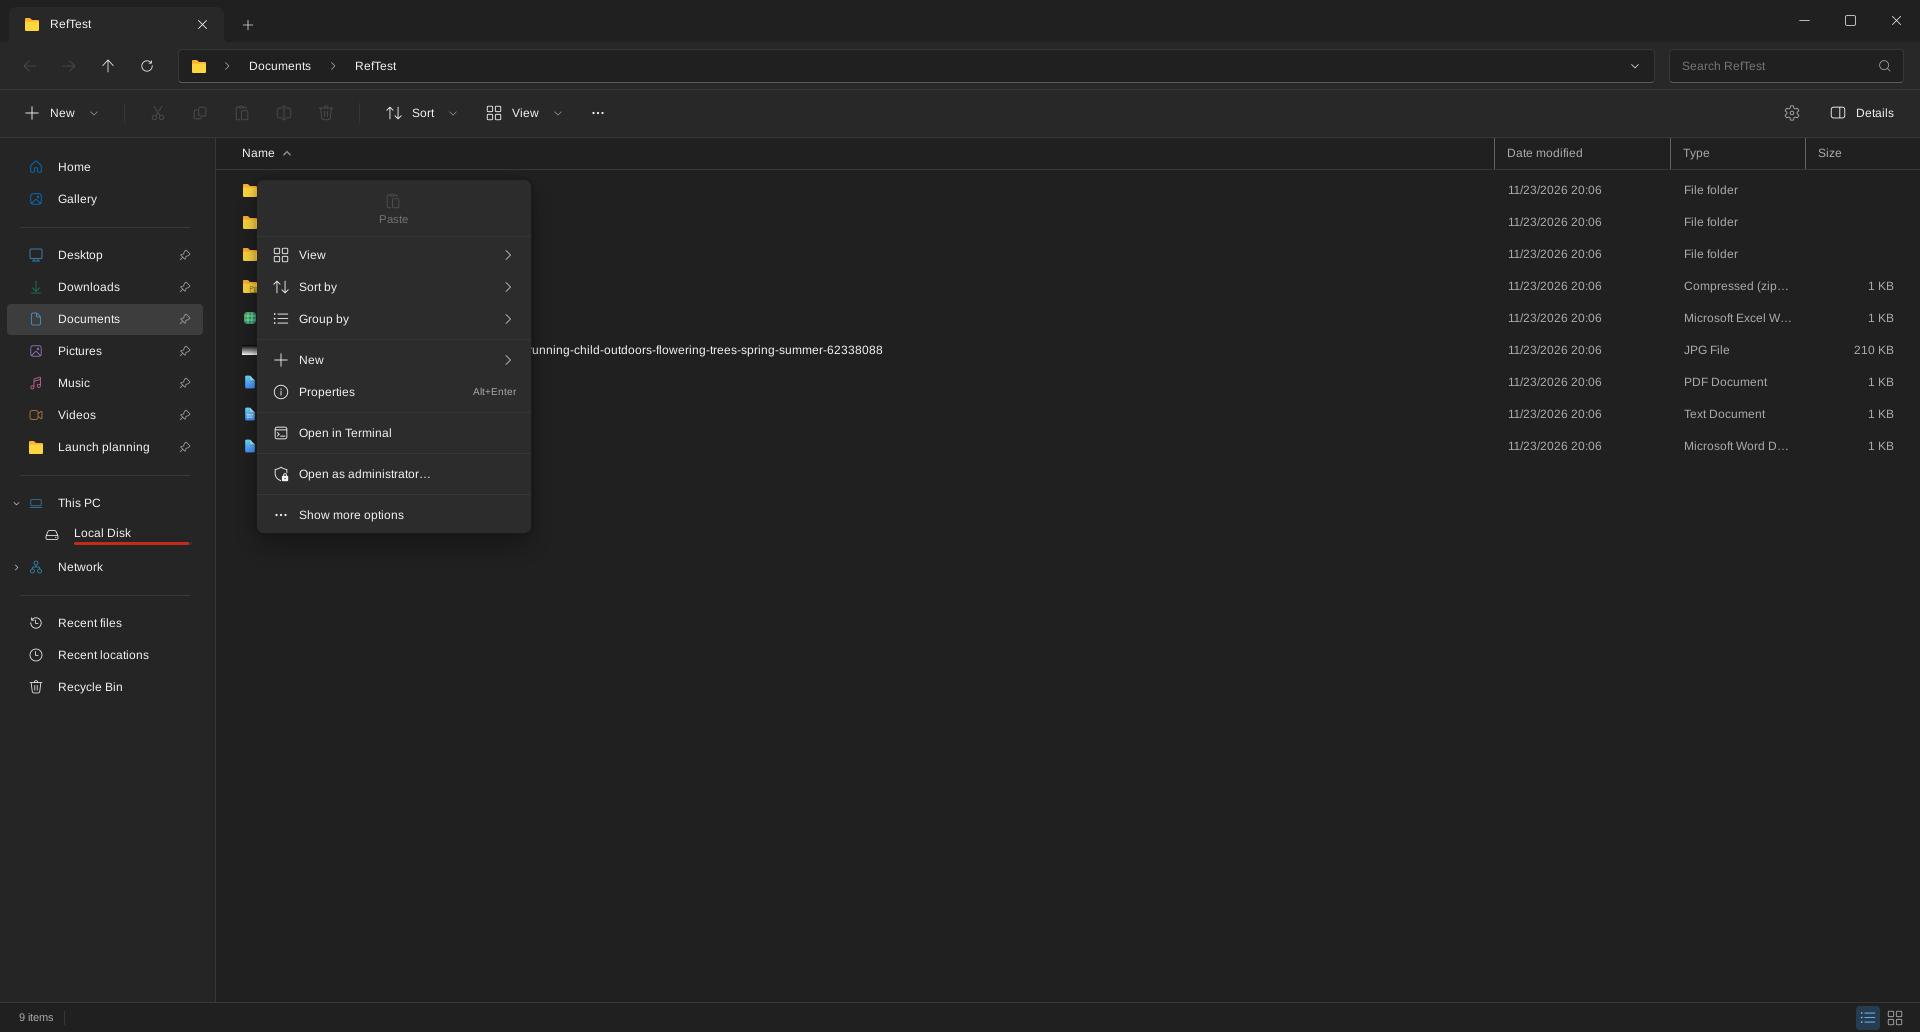 RefTest
Documents
RefTest
Search RefTest
New
Sort
View
Details
Home
Gallery
Desktop
Downloads
Documents
Pictures
Music
Videos
Launch planning
This PC
Local Disk
Network
Recent files
Recent locations
Recycle Bin
Name
Date modified
Type
Size
11/23/2026 20:06 File folder
11/23/2026 20:06 File folder
11/23/2026 20:06 File folder
11/23/2026 20:06 Compressed (zip... 1 KB
11/23/2026 20:06 Microsoft Excel W... 1 KB
unning-child-outdoors-flowering-trees-spring-summer-62338088 11/23/2026 20:06 JPG File 210 KB
11/23/2026 20:06 PDF Document 1 KB
11/23/2026 20:06 Text Document 1 KB
11/23/2026 20:06 Microsoft Word D... 1 KB
Paste
View
Sort by
Group by
New
Properties Alt+Enter
Open in Terminal
Open as administrator...
Show more options
9 items